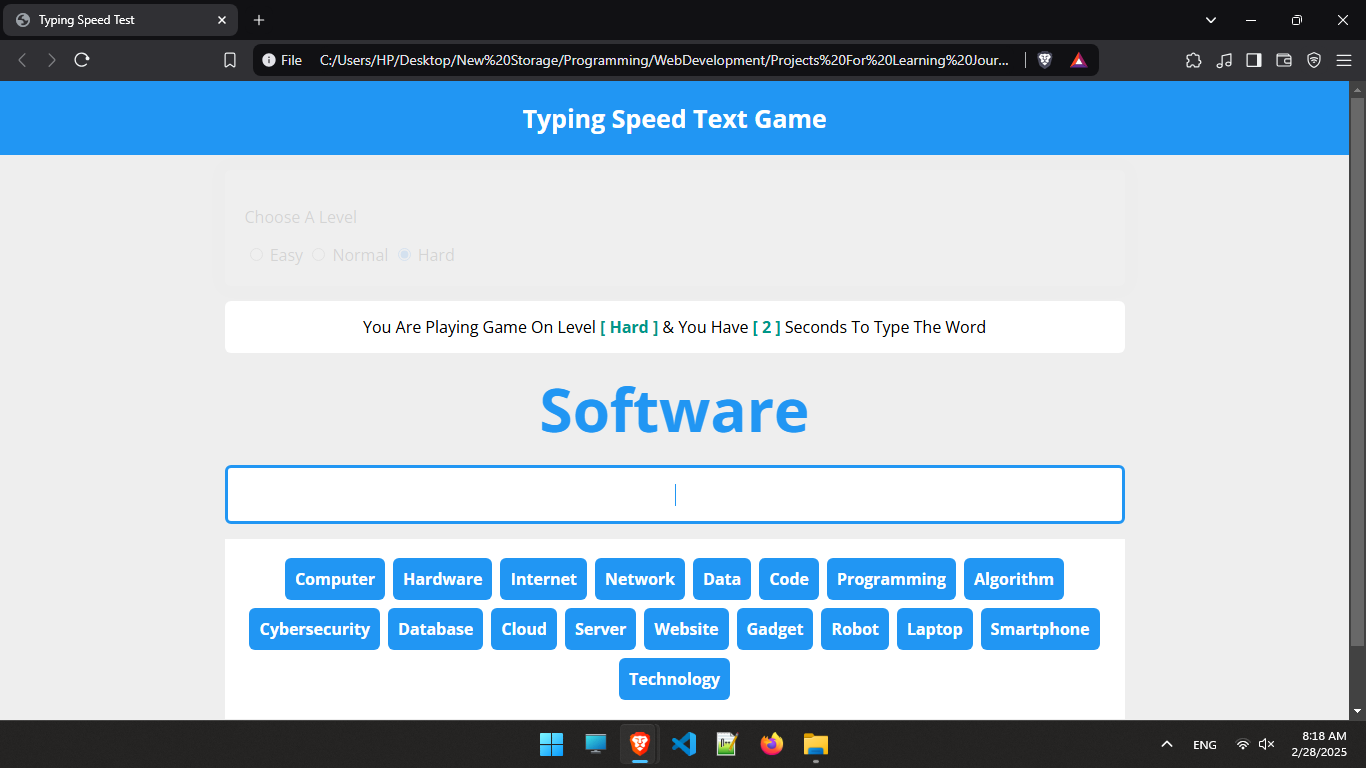 Typing Speed Test
File C:/Users/HP/Desktop/New%20Storage/Programming/WebDevelopment/Projects%20For%20Learning%20Jour...
Typing Speed Text Game
Choose A Level
Easy Normal Hard
You Are Playing Game On Level [ Hard ] & You Have [ 2 ] Seconds To Type The Word
Software
Computer Hardware Internet Network Data Code Programming Algorithm
Cybersecurity Database Cloud Server Website Gadget Robot Laptop Smartphone
Technology
ENG
8:18 AM
2/28/2025